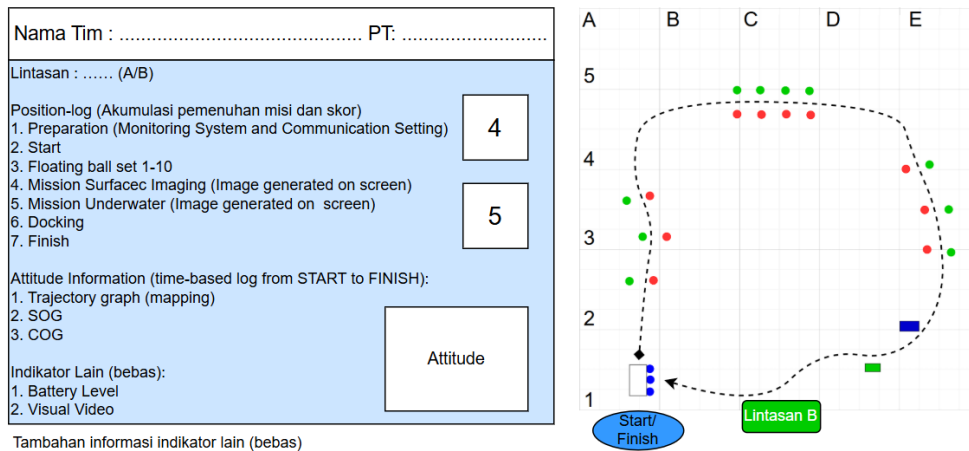 Nama Tim : ............................................. PT: ...........................
Lintasan : ...... (A/B)
Position-log (Akumulasi pemenuhan misi dan skor)
1. Preparation (Monitoring System and Communication Setting)
2. Start
3. Floating ball set 1-10
4. Mission Surfacec Imaging (Image generated on screen)
5. Mission Underwater (Image generated on  screen)
6. Docking
7. Finish
4
5
Attitude Information (time-based log from START to FINISH):
1. Trajectory graph (mapping)
2. SOG
3. COG
Attitude
Indikator Lain (bebas):
1. Battery Level
2. Visual Video
Tambahan informasi indikator lain (bebas)
A B C D E
5
4
3
2
1
Start/
Finish
Lintasan B